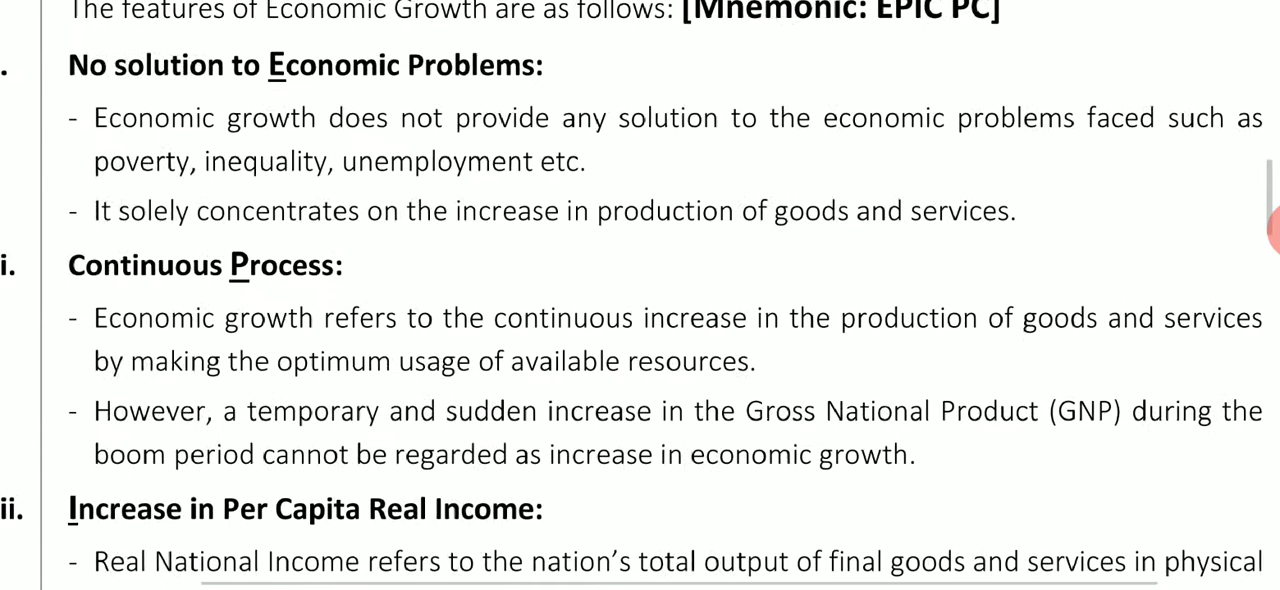 The features of Economic Growth are as follows: [Mnemonic: EPIC PC]
. No solution to Economic Problems:
- Economic growth does not provide any solution to the economic problems faced such as
poverty, inequality, unemployment etc.
- It solely concentrates on the increase in production of goods and services.
i. Continuous Process:
- Economic growth refers to the continuous increase in the production of goods and services
by making the optimum usage of available resources.
- However, a temporary and sudden increase in the Gross National Product (GNP) during the
boom period cannot be regarded as increase in economic growth.
ii. Increase in Per Capita Real Income:
- Real National Income refers to the nation’s total output of final goods and services in physical